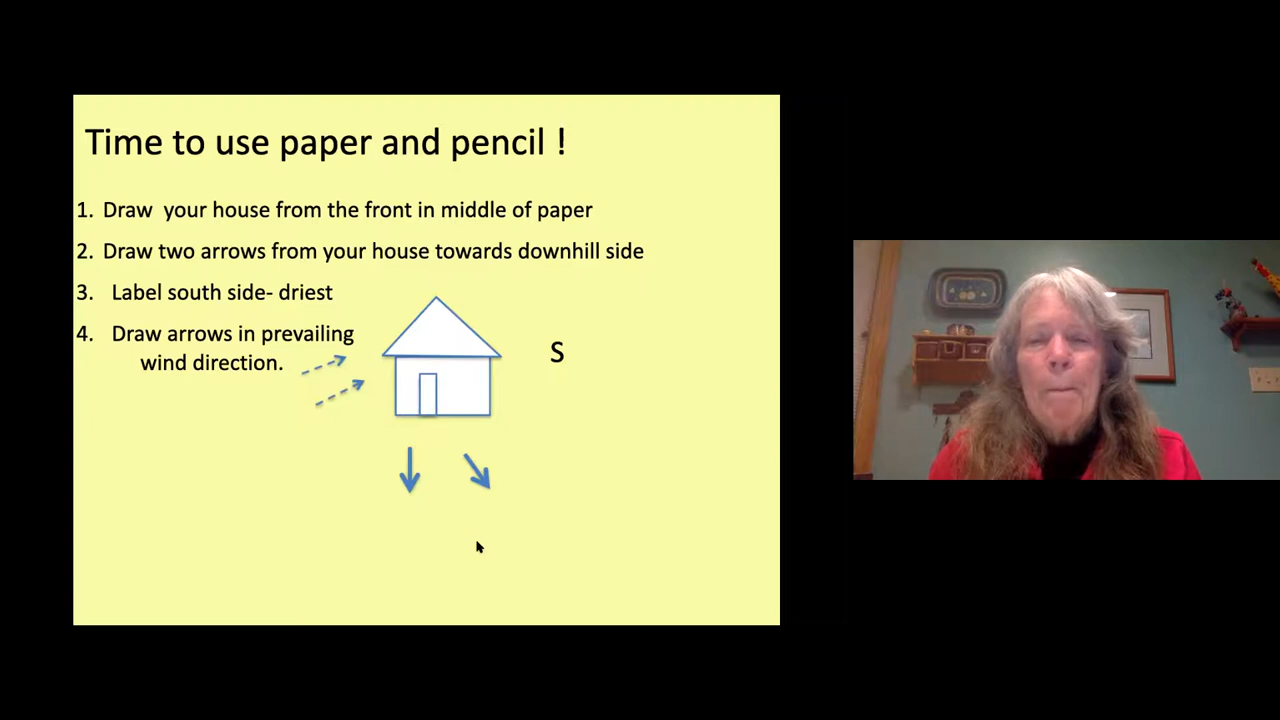 Time to use paper and pencil !
1. Draw your house from the front in middle of paper
2. Draw two arrows from your house towards downhill side
3. Label south side- driest
4. Draw arrows in prevailing
wind direction.
S